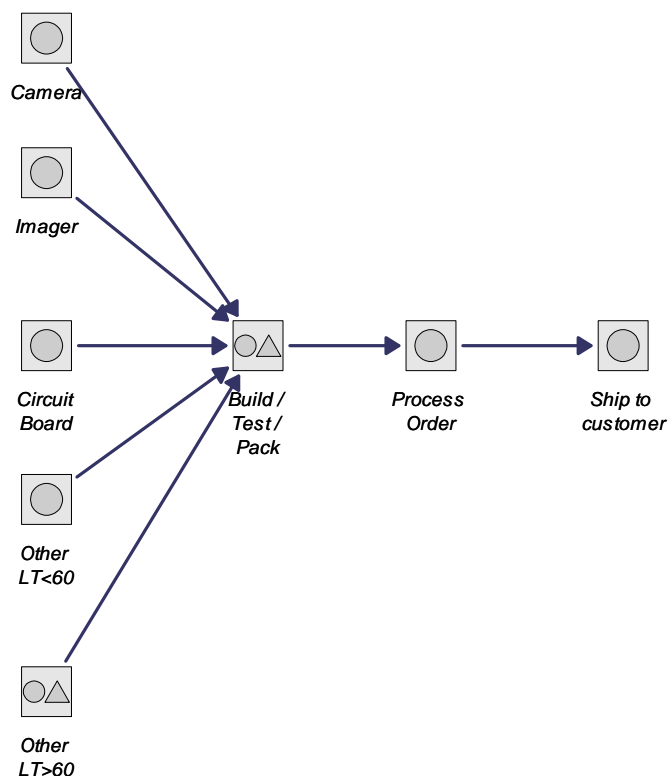 Camera
Imager
Circuit
Board
Build /
Test /
Pack
Process
Order
Ship to
customer
Other
LT<60
Other
LT>60